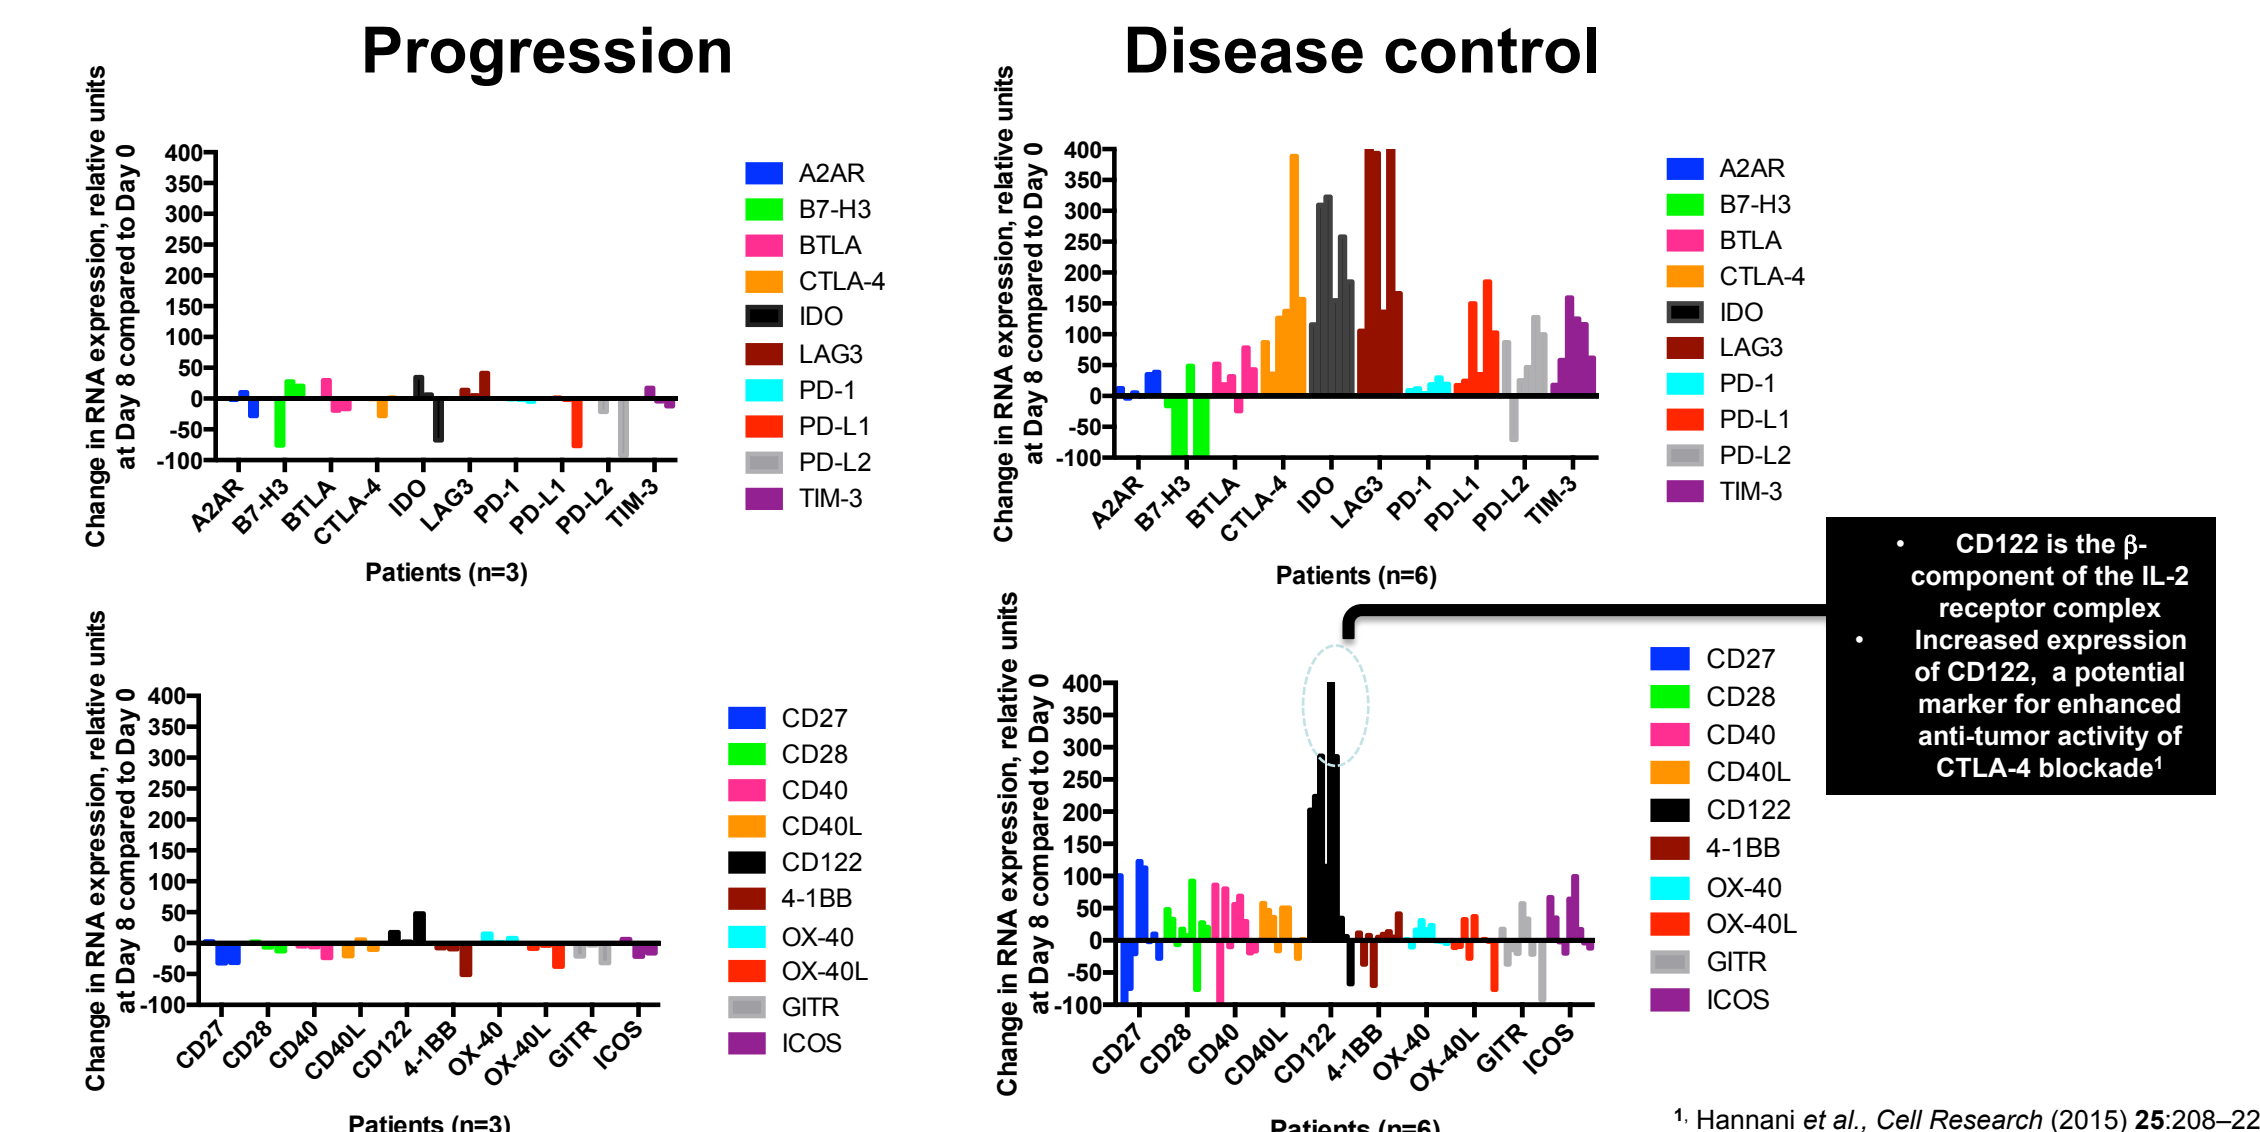 Progression
Disease control
Change in RNA expression, relative units
at Day 8 compared to Day 0
400
350
300
250
200
150
100
50
0
-50
-100
A2AR
B7-H3
BTLA
CTLA-4
IDO
LAG3
PD-1
PD-L1
PD-L2
TIM-3
Patients (n=3)
A2AR
B7-H3
BTLA
CTLA-4
IDO
LAG3
PD-1
PD-L1
PD-L2
TIM-3
Change in RNA expression, relative units
at Day 8 compared to Day 0
400
350
300
250
200
150
100
50
0
-50
-100
A2AR
B7-H3
BTLA
CTLA-4
IDO
LAG3
PD-1
PD-L1
PD-L2
TIM-3
Patients (n=6)
A2AR
B7-H3
BTLA
CTLA-4
IDO
LAG3
PD-1
PD-L1
PD-L2
TIM-3
• CD122 is the β-
component of the IL-2
receptor complex
• Increased expression
of CD122, a potential
marker for enhanced
anti-tumor activity of
CTLA-4 blockade¹
Change in RNA expression, relative units
at Day 8 compared to Day 0
400
350
300
250
200
150
100
50
0
-50
-100
CD27
CD28
CD40
CD40L
CD122
4-1BB
OX-40
OX-40L
GITR
ICOS
Patients (n=3)
CD27
CD28
CD40
CD40L
CD122
4-1BB
OX-40
OX-40L
GITR
ICOS
Change in RNA expression, relative units
at Day 8 compared to Day 0
400
350
300
250
200
150
100
50
0
-50
-100
CD27
CD28
CD40
CD40L
CD122
4-1BB
OX-40
OX-40L
GITR
ICOS
Patients (n=6)
CD27
CD28
CD40
CD40L
CD122
4-1BB
OX-40
OX-40L
GITR
ICOS
¹, Hannani et al., Cell Research (2015) 25:208–22